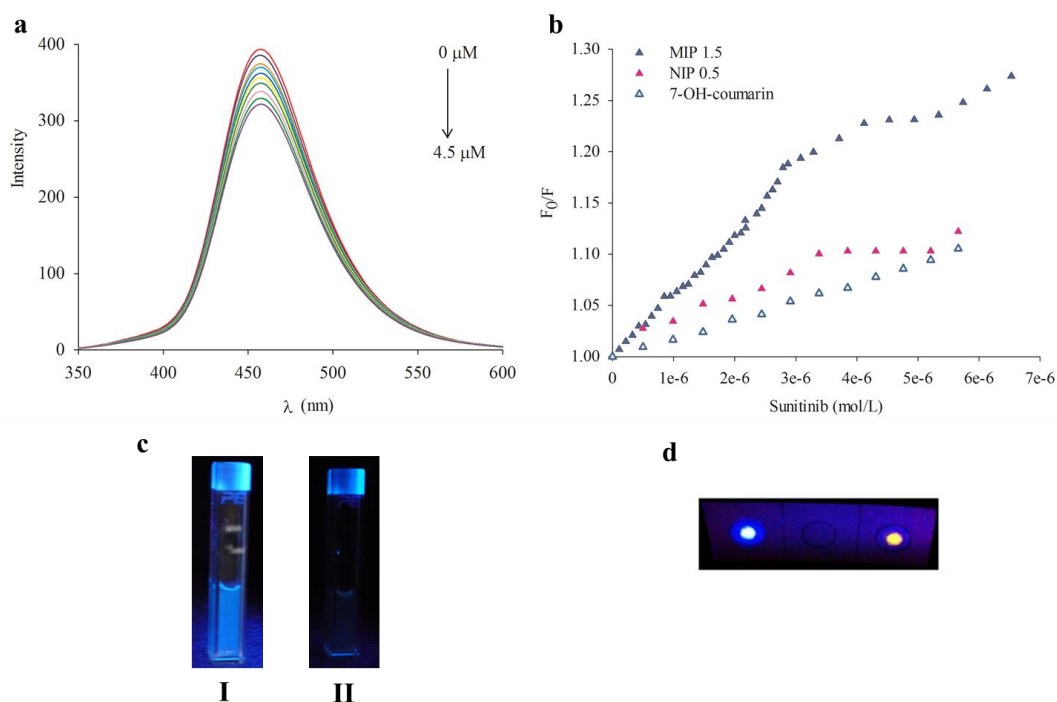 a
400
300
200
100
0
Intensity
350
400
450
500
550
600
λ (nm)
0 µM
4.5 µM
b
1.30
1.25
1.20
1.15
1.10
1.05
1.00
F0/F
MIP 1.5
NIP 0.5
7-OH-coumarin
0
1e-6
2e-6
3e-6
4e-6
5e-6
6e-6
7e-6
Sunitinib (mol/L)
c
I
II
d